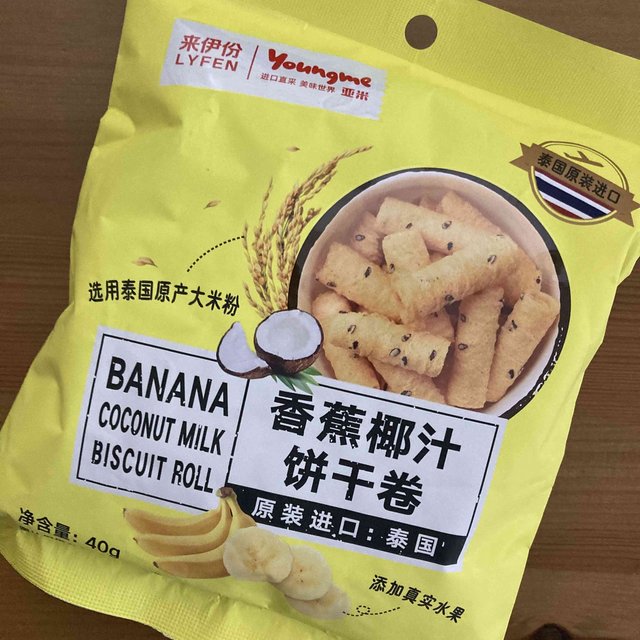 来伊份
LYFEN
Youngme
进口直采 美味世界 亚米
泰国原装进口
选用泰国原产大米粉
BANANA
COCONUT MILK
BISCUIT ROLL
香蕉椰汁
饼干卷
原装进口：泰国
净含量: 40g
添加真实水果